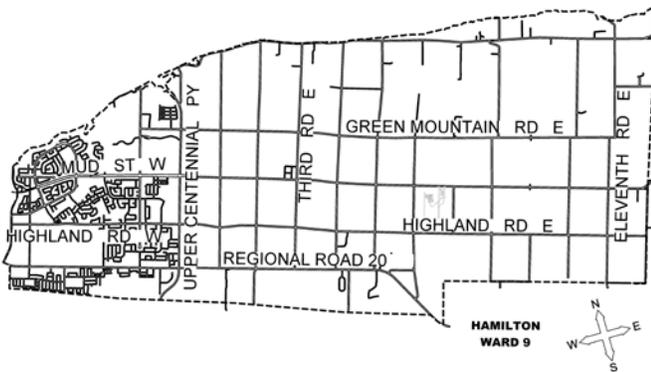 UPPER CENTENNIAL PY
THIRD RD E
GREEN MOUNTAIN RD E
ELEVENTH RD E
MUD ST W
HIGHLAND RD W
HIGHLAND RD E
REGIONAL ROAD 20
HAMILTON
WARD 9
N
W E
S